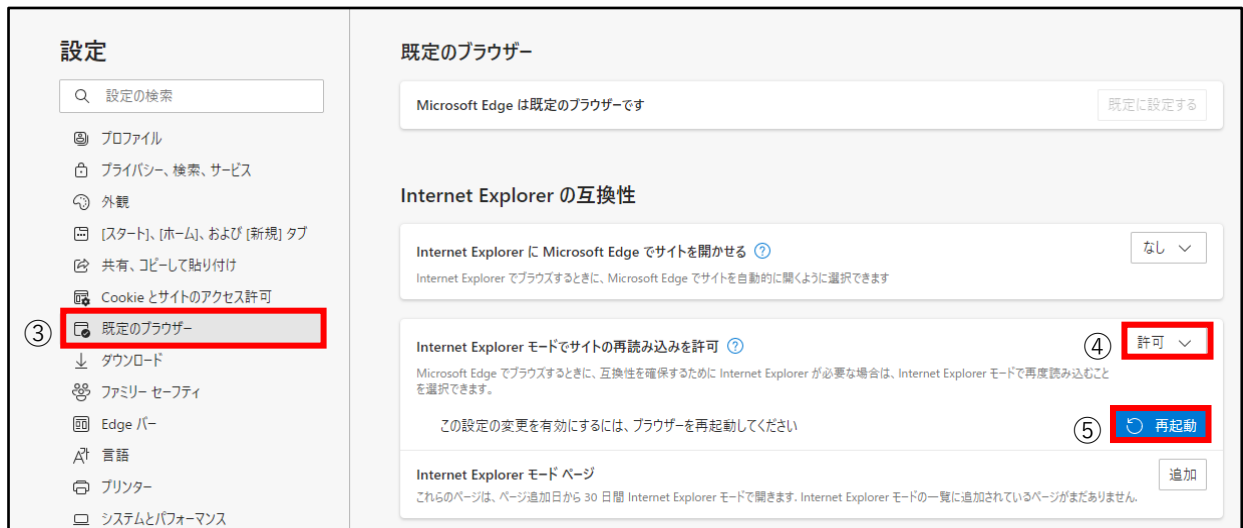 設定
設定の検索
プロファイル
プライバシー、検索、サービス
外観
[スタート]、[ホーム]、および [新規] タブ
共有、コピーして貼り付け
Cookie とサイトのアクセス許可
③ 既定のブラウザー
ダウンロード
ファミリー セーフティ
Edge バー
言語
プリンター
システムとパフォーマンス
既定のブラウザー
Microsoft Edge は既定のブラウザーです 既定に設定する
Internet Explorer の互換性
Internet Explorer に Microsoft Edge でサイトを開かせる ? なし
Internet Explorer でブラウズするときに、Microsoft Edge でサイトを自動的に開くように選択できます
Internet Explorer モードでサイトの再読み込みを許可 ? ④ 許可
Microsoft Edge でブラウズするときに、互換性を確保するために Internet Explorer が必要な場合は、Internet Explorer モードで再度読み込むこと
を選択できます。
この設定の変更を有効にするには、ブラウザーを再起動してください ⑤ 再起動
Internet Explorer モード ページ 追加
これらのページは、ページ追加日から 30 日間 Internet Explorer モードで開きます. Internet Explorer モードの一覧に追加されているページがまだありません.